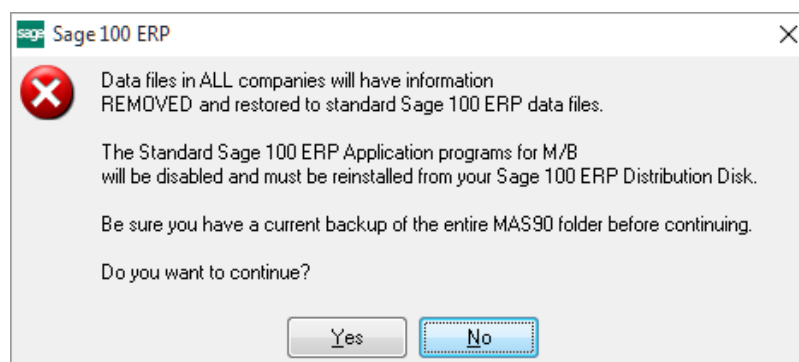 sage Sage 100 ERP
Data files in ALL companies will have information
REMOVED and restored to standard Sage 100 ERP data files.
The Standard Sage 100 ERP Application programs for M/B
will be disabled and must be reinstalled from your Sage 100 ERP Distribution Disk.
Be sure you have a current backup of the entire MAS90 folder before continuing.
Do you want to continue?
Yes No